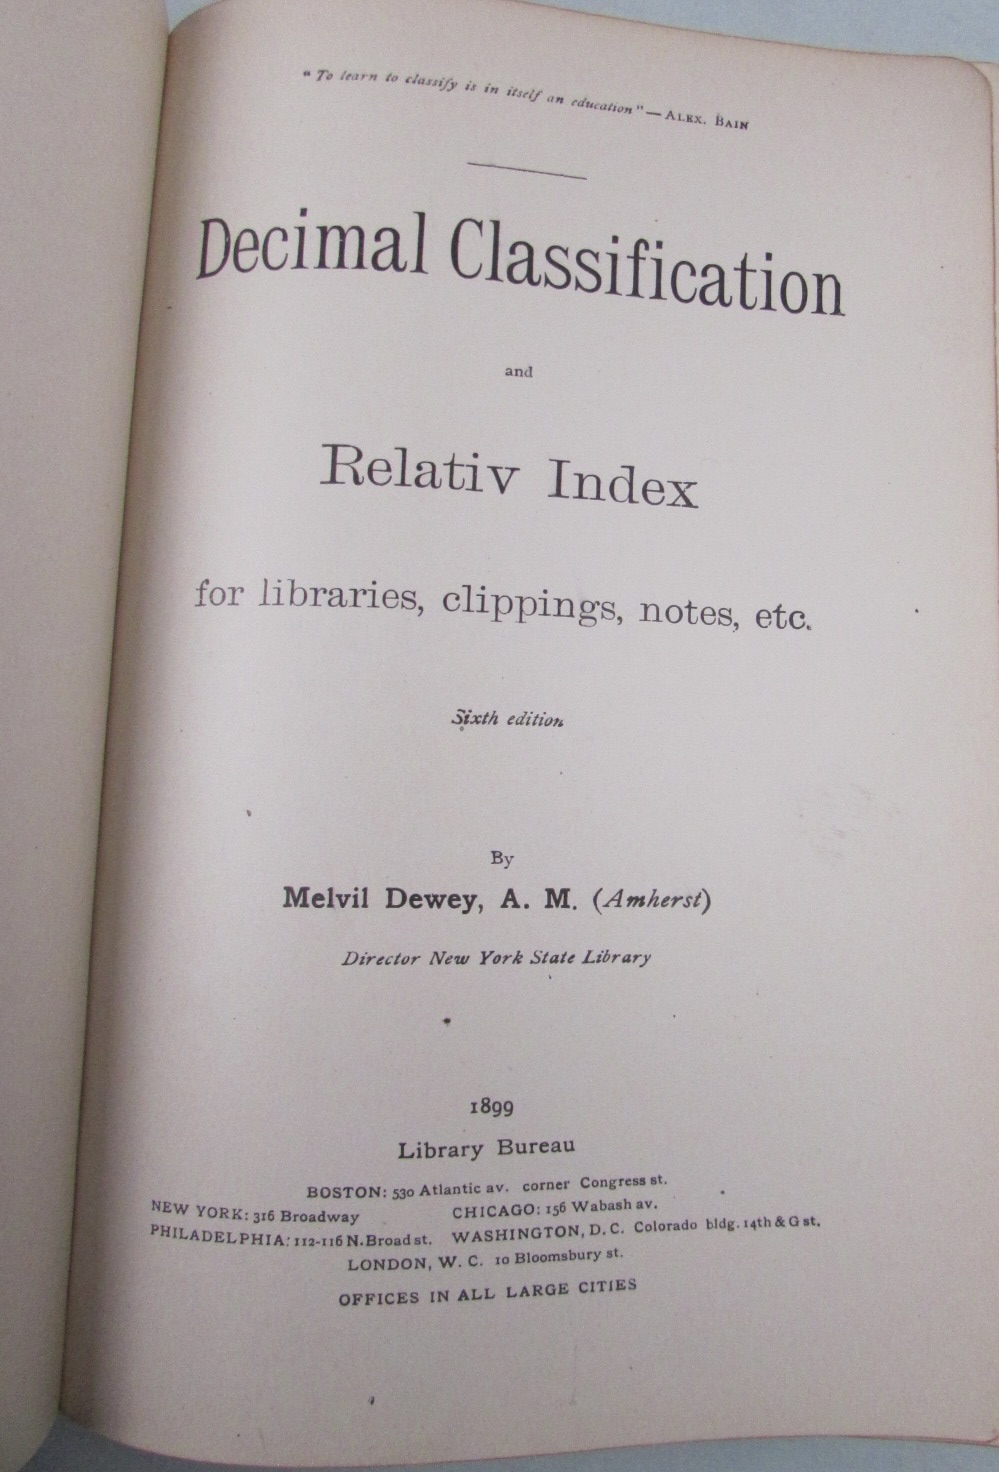 "To learn to classify is in itself an education"—ALEX. BAIN
Decimal Classification
and
Relativ Index
for libraries, clippings, notes, etc.
Sixth edition
By
Melvil Dewey, A. M. (Amherst)
Director New York State Library
1899
Library Bureau
BOSTON: 530 Atlantic av. corner Congress st.
NEW YORK: 316 Broadway CHICAGO: 156 Wabash av.
PHILADELPHIA: 112-116 N. Broad st. WASHINGTON, D. C. Colorado bldg. 14th & G st.
LONDON, W. C. 10 Bloomsbury st.
OFFICES IN ALL LARGE CITIES